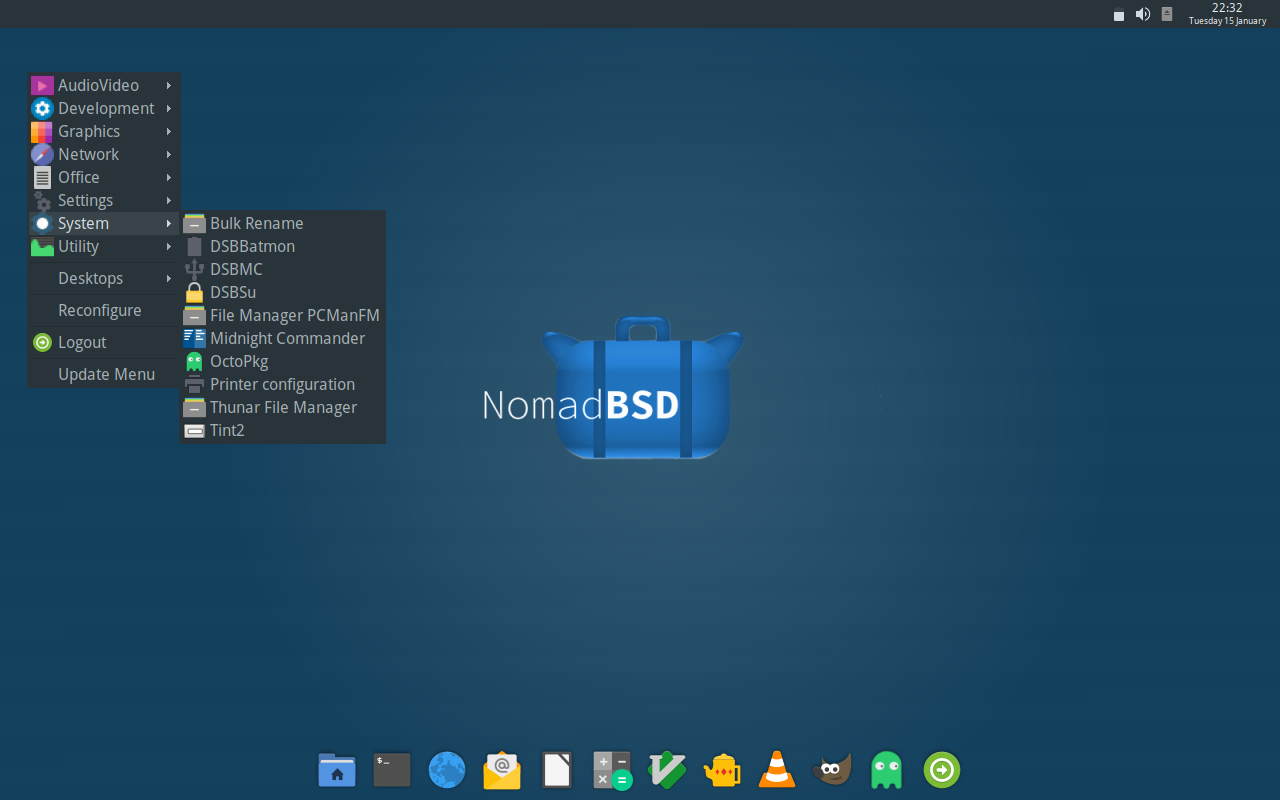 22:32
Tuesday 15 January
AudioVideo
Development
Graphics
Network
Office
Settings
System
Utility
Desktops
Reconfigure
Logout
Update Menu
Bulk Rename
DSBBatmon
DSBMC
DSBSu
File Manager PCManFM
Midnight Commander
OctoPkg
Printer configuration
Thunar File Manager
Tint2
NomadBSD
$_
@